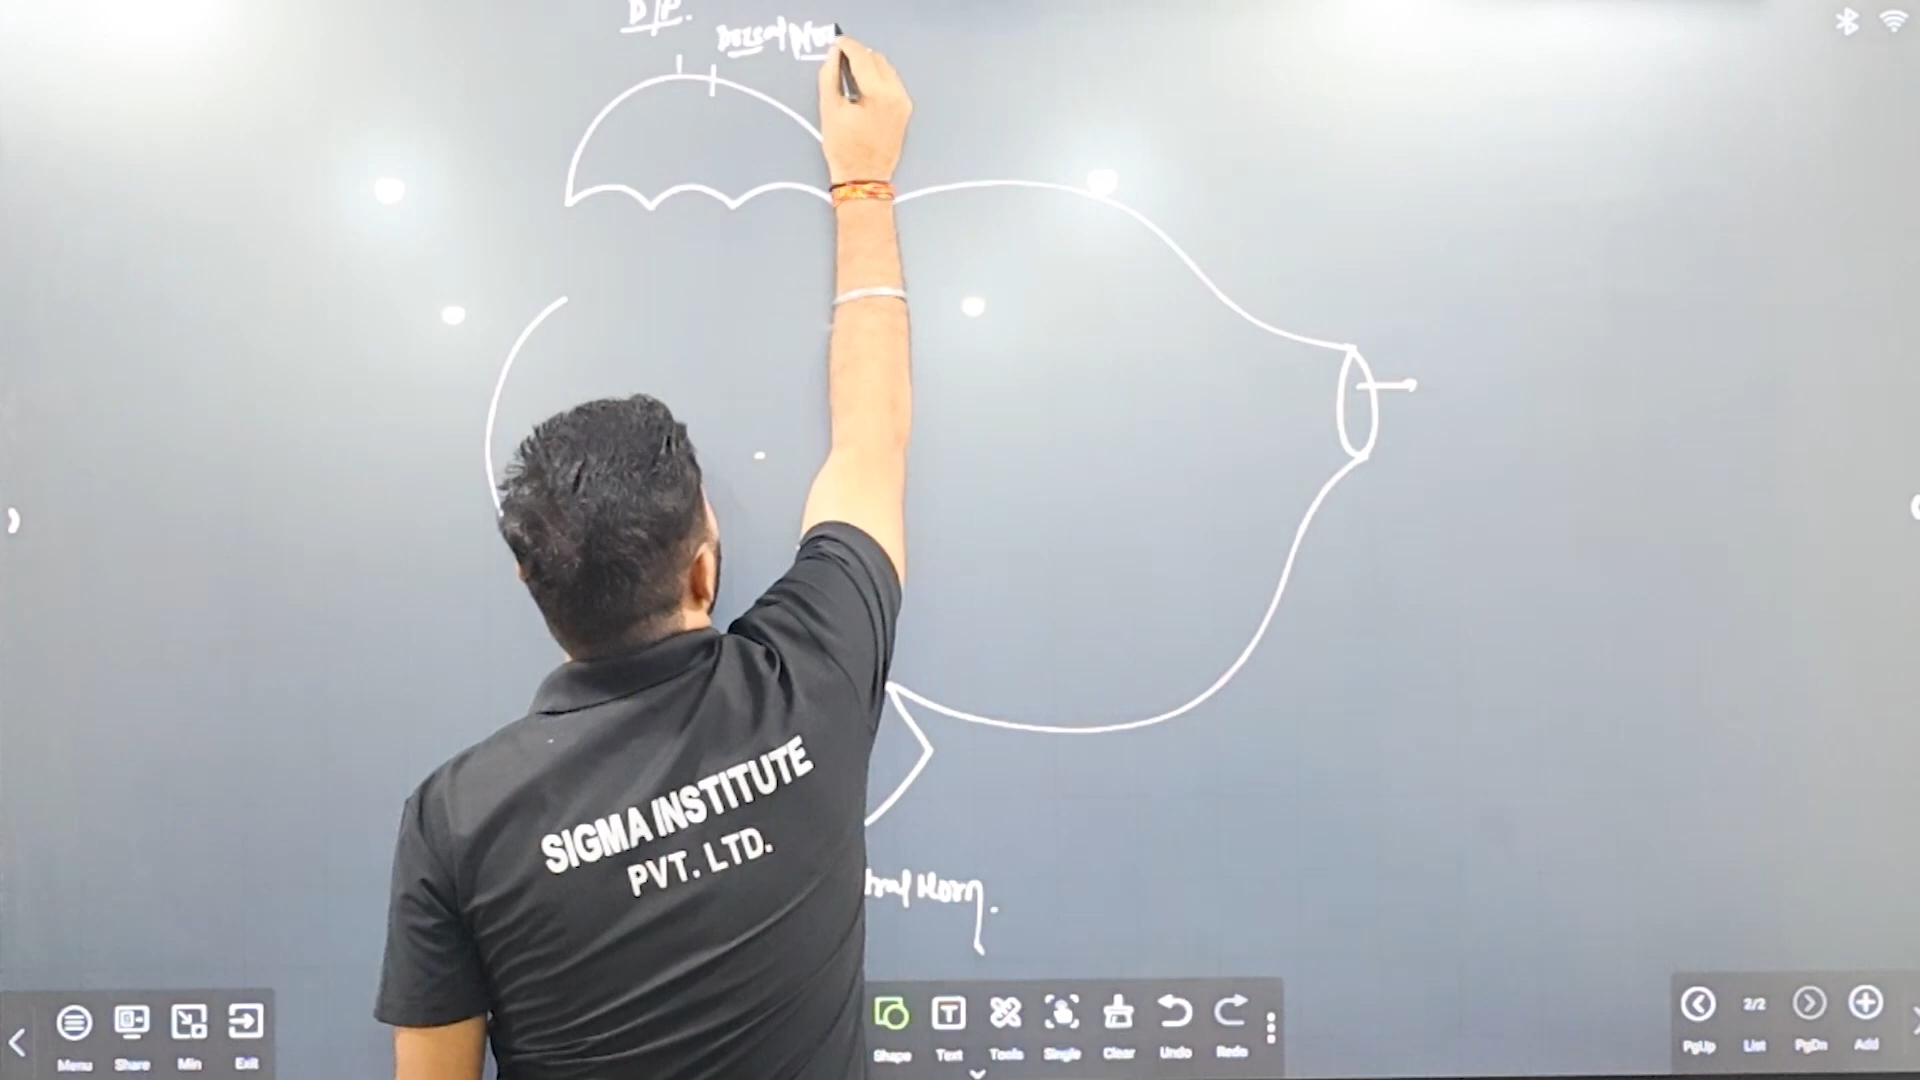 D/P.
Dorsal
SIGMA INSTITUTE
PVT. LTD.
Horn.
Menu Share Min Exit
Shape Text Tools Single Clear Undo Redo
2/2
PgUp List PgDn Add